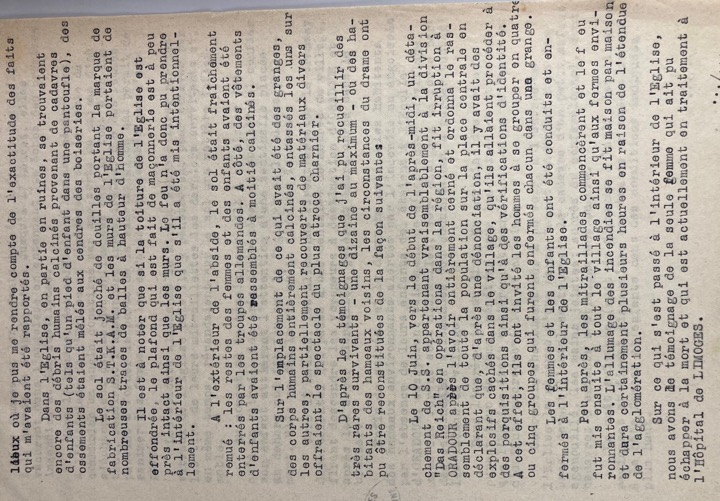 lieux où je pus me rendre compte de l'exactitude des faits
qui m'avaient été rapportés.
Dans l'Eglise, en partie en ruines, se trouvaient
encore des débris humains calcinés provenant de cadavres
d'enfants (tels qu'un pied d'enfant dans une pantoufle), des
ossements étaient mêlés aux cendres des boiseries.
Le sol était jonché de douilles portant la marque de
fabrication S.T.K.A.M. et les murs de l'Eglise portaient de
nombreuses traces de balles à hauteur d'homme.
Il est à noter que si la toiture de l'Eglise est
effondrée, le plafond qui est fait de maçonnerie est à peu
près intact ainsi que les murs. Le feu n'a donc pu prendre
à l'intérieur de l'Eglise que s'il a été mis intentionnel-
lement.
A l'extérieur de l'abside, le sol était fraîchement
remué : les restes des femmes et des enfants avaient été
enterrés par les troupes allemandes. A côté, des vêtements
d'enfants avaient été rassemblés à moitié calcinés.
Sur l'emplacement de ce qui avait été des granges,
des corps humains entièrement calcinés, entassés les uns sur
les autres, partiellement recouverts de matériaux divers
offraient le spectacle du plus atroce charnier.
D'après les témoignages que j'ai pu recueillir des
très rares survivants - une dizaine au maximum - ou des ha-
bitants des hameaux voisins, les circonstances du drame ont
pu être reconstituées de la façon suivantes
Le 10 Juin, vers le début de l'après-midi, un déta-
chement de S.S. appartenant vraisemblablement à la division
"Das Reich" en opérations dans la région, fit irruption à
ORADOUR après l'avoir entièrement cerné et ordonna le ras-
semblement de toute la population sur la place centrale en
déclarant que, d'après une dénonciation, il y avait des
explosifs cachés dans le village, qu'ils allaient procéder à
des perquisitions ainsi qu'à des vérifications d'identité.
A cet effet, ils ont invité les hommes à se grouper en quatre
ou cinq groupes qui furent enfermés chacun dans une grange.
Les femmes et les enfants ont été conduits et en-
fermés à l'intérieur de l'Eglise.
Peu après, les mitraillades commencèrent et le feu
fut mis ensuite à tout le village ainsi qu'aux fermes envi-
ronnantes. L'allumage des incendies se fit maison par maison
et dura certainement plusieurs heures en raison de l'étendue
de l'agglomération.
Sur ce qui s'est passé à l'intérieur de l'Eglise,
nous avons le témoignage de la seule femme qui ait pu
échapper à la mort et qui est actuellement en traitement à
l'Hôpital de LIMOGES.
.../